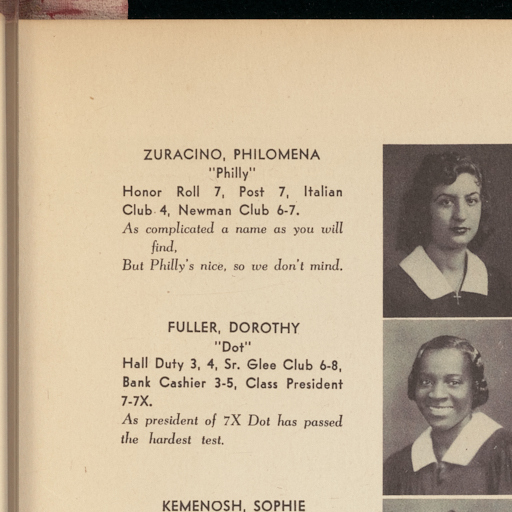 ZURACINO, PHILOMENA
"Philly"
Honor Roll 7, Post 7, Italian
Club 4, Newman Club 6-7.
As complicated a name as you will
find,
But Philly's nice, so we don't mind.
FULLER, DOROTHY
"Dot"
Hall Duty 3, 4, Sr. Glee Club 6-8,
Bank Cashier 3-5, Class President
7-7X.
As president of 7X Dot has passed
the hardest test.
KEMENOSH, SOPHIE